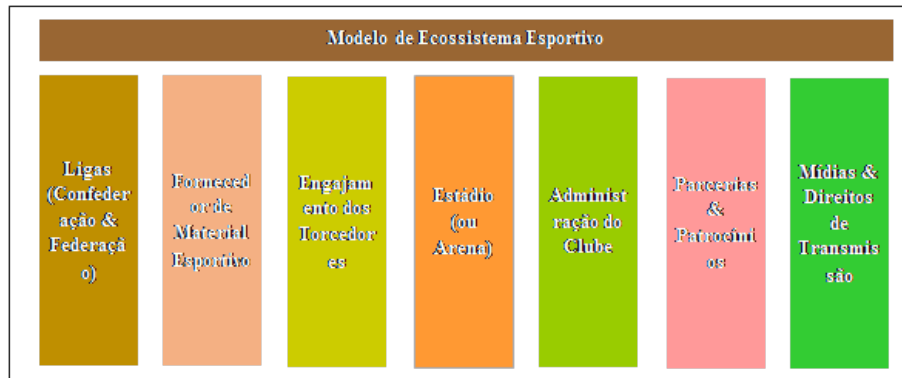 Modelo de Ecossistema Esportivo
Ligas
(Confeder
ação &
Federaçã
o)
Fornecedor
or de
Material
Esportivo
Engajam
ento dos
Torcedor
es
Estádio
(ou
Arena)
Administ
ração do
Clube
Parcerias
&
Patrocíni
os
Mídias &
Direitos
de
Transmis
são